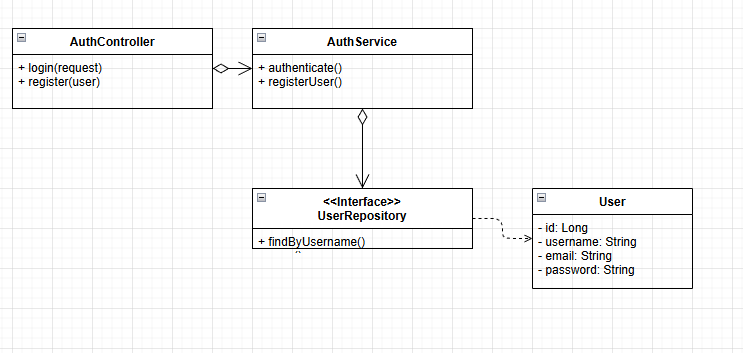 AuthController
+ login(request)
+ register(user)
AuthService
+ authenticate()
+ registerUser()
<<Interface>>
UserRepository
+ findByUsername()
User
- id: Long
- username: String
- email: String
- password: String